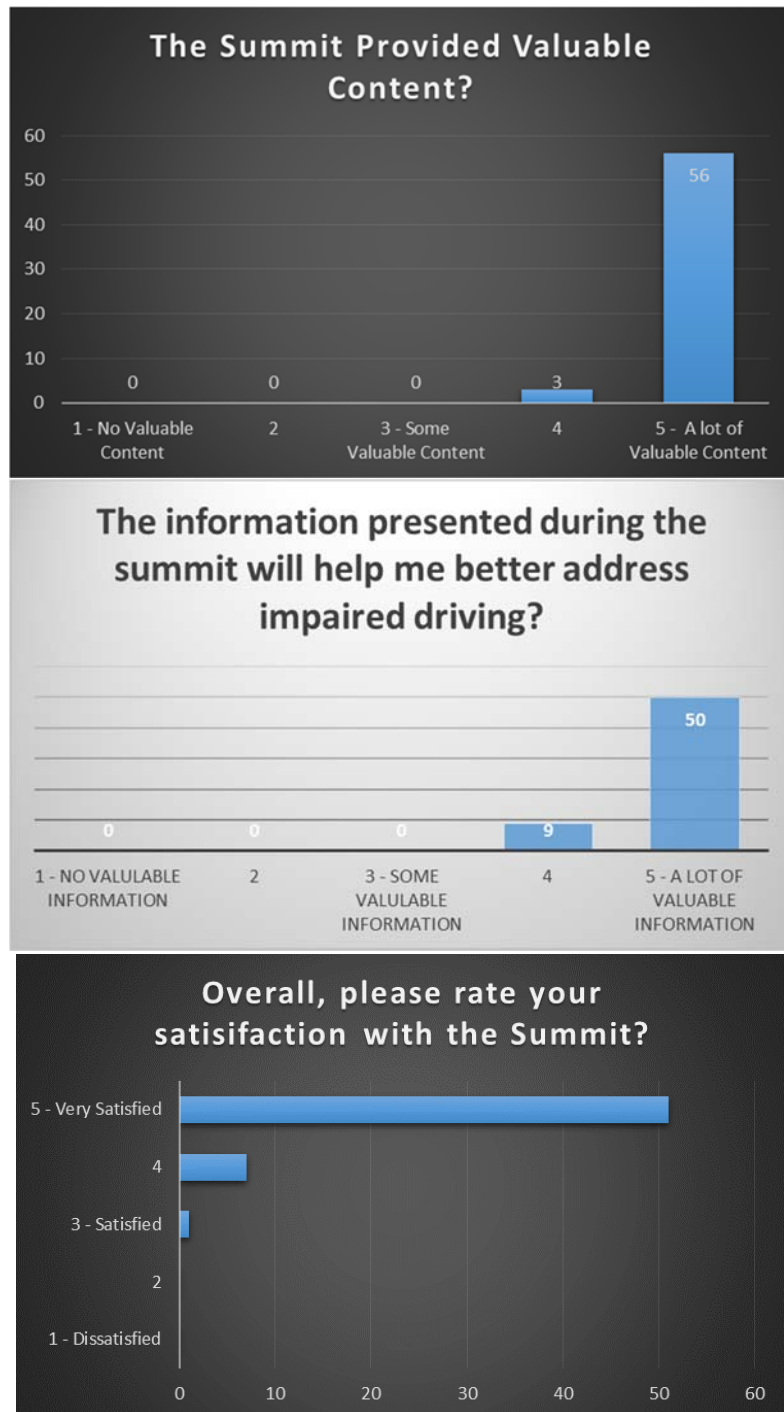 The Summit Provided Valuable
Content?
60
50
40
30
20
10
0
0
0
0
3
56
1 - No Valuable
Content
2
3 - Some
Valuable Content
4
5 - A lot of
Valuable Content
The information presented during the
summit will help me better address
impaired driving?
0
0
0
9
50
1 - NO VALULABLE
INFORMATION
2
3 - SOME
VALULABLE
INFORMATION
4
5 - A LOT OF
VALUABLE
INFORMATION
Overall, please rate your
satisifaction with the Summit?
5 - Very Satisfied
4
3 - Satisfied
2
1 - Dissatisfied
0 10 20 30 40 50 60